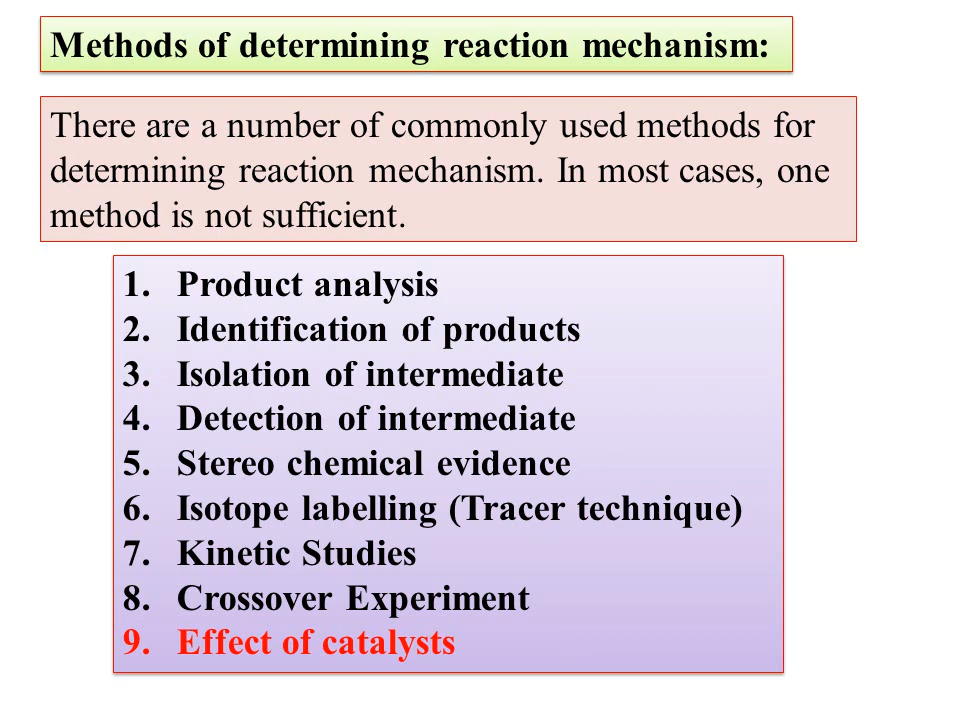 Methods of determining reaction mechanism:
There are a number of commonly used methods for
determining reaction mechanism. In most cases, one
method is not sufficient.
1. Product analysis
2. Identification of products
3. Isolation of intermediate
4. Detection of intermediate
5. Stereo chemical evidence
6. Isotope labelling (Tracer technique)
7. Kinetic Studies
8. Crossover Experiment
9. Effect of catalysts